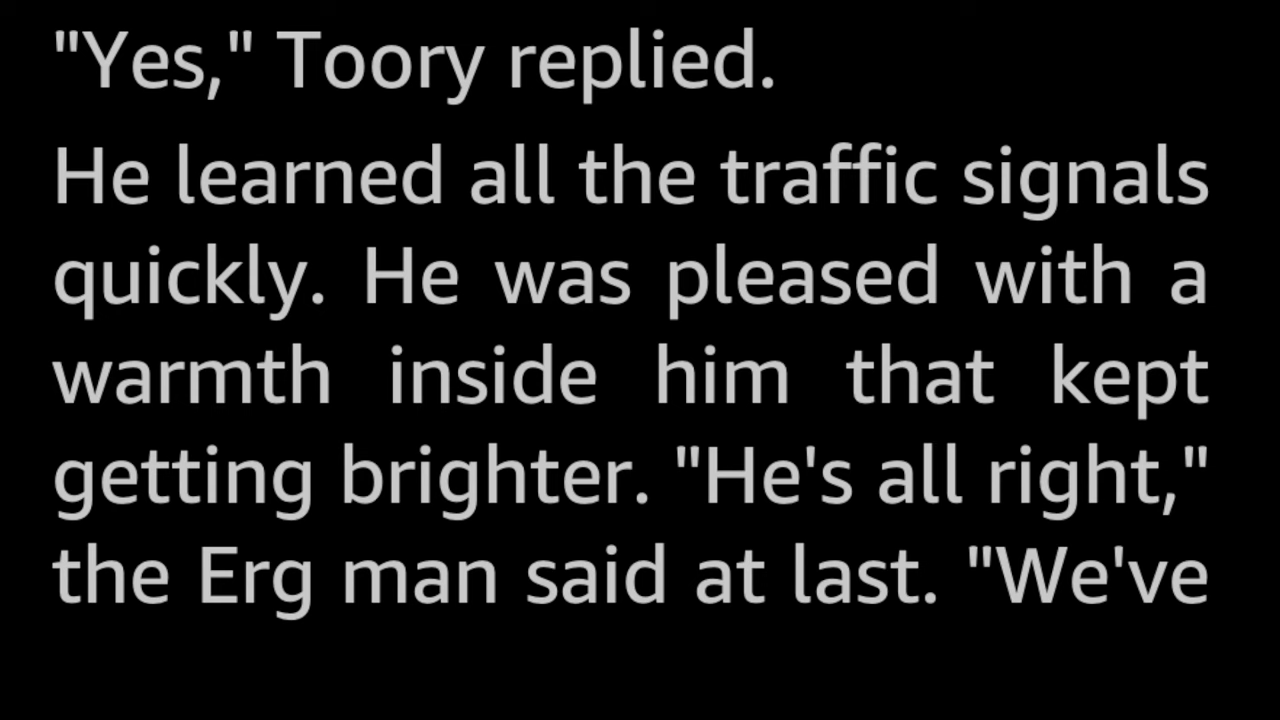 "Yes," Toory replied.
He learned all the traffic signals
quickly. He was pleased with a
warmth inside him that kept
getting brighter. "He's all right,"
the Erg man said at last. "We've